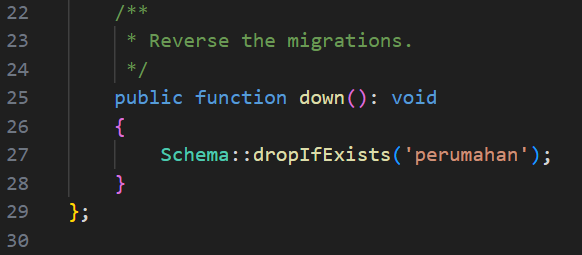 22 /**
23 * Reverse the migrations.
24 */
25 public function down(): void
26 {
27 Schema::dropIfExists('perumahan');
28 }
29 };
30